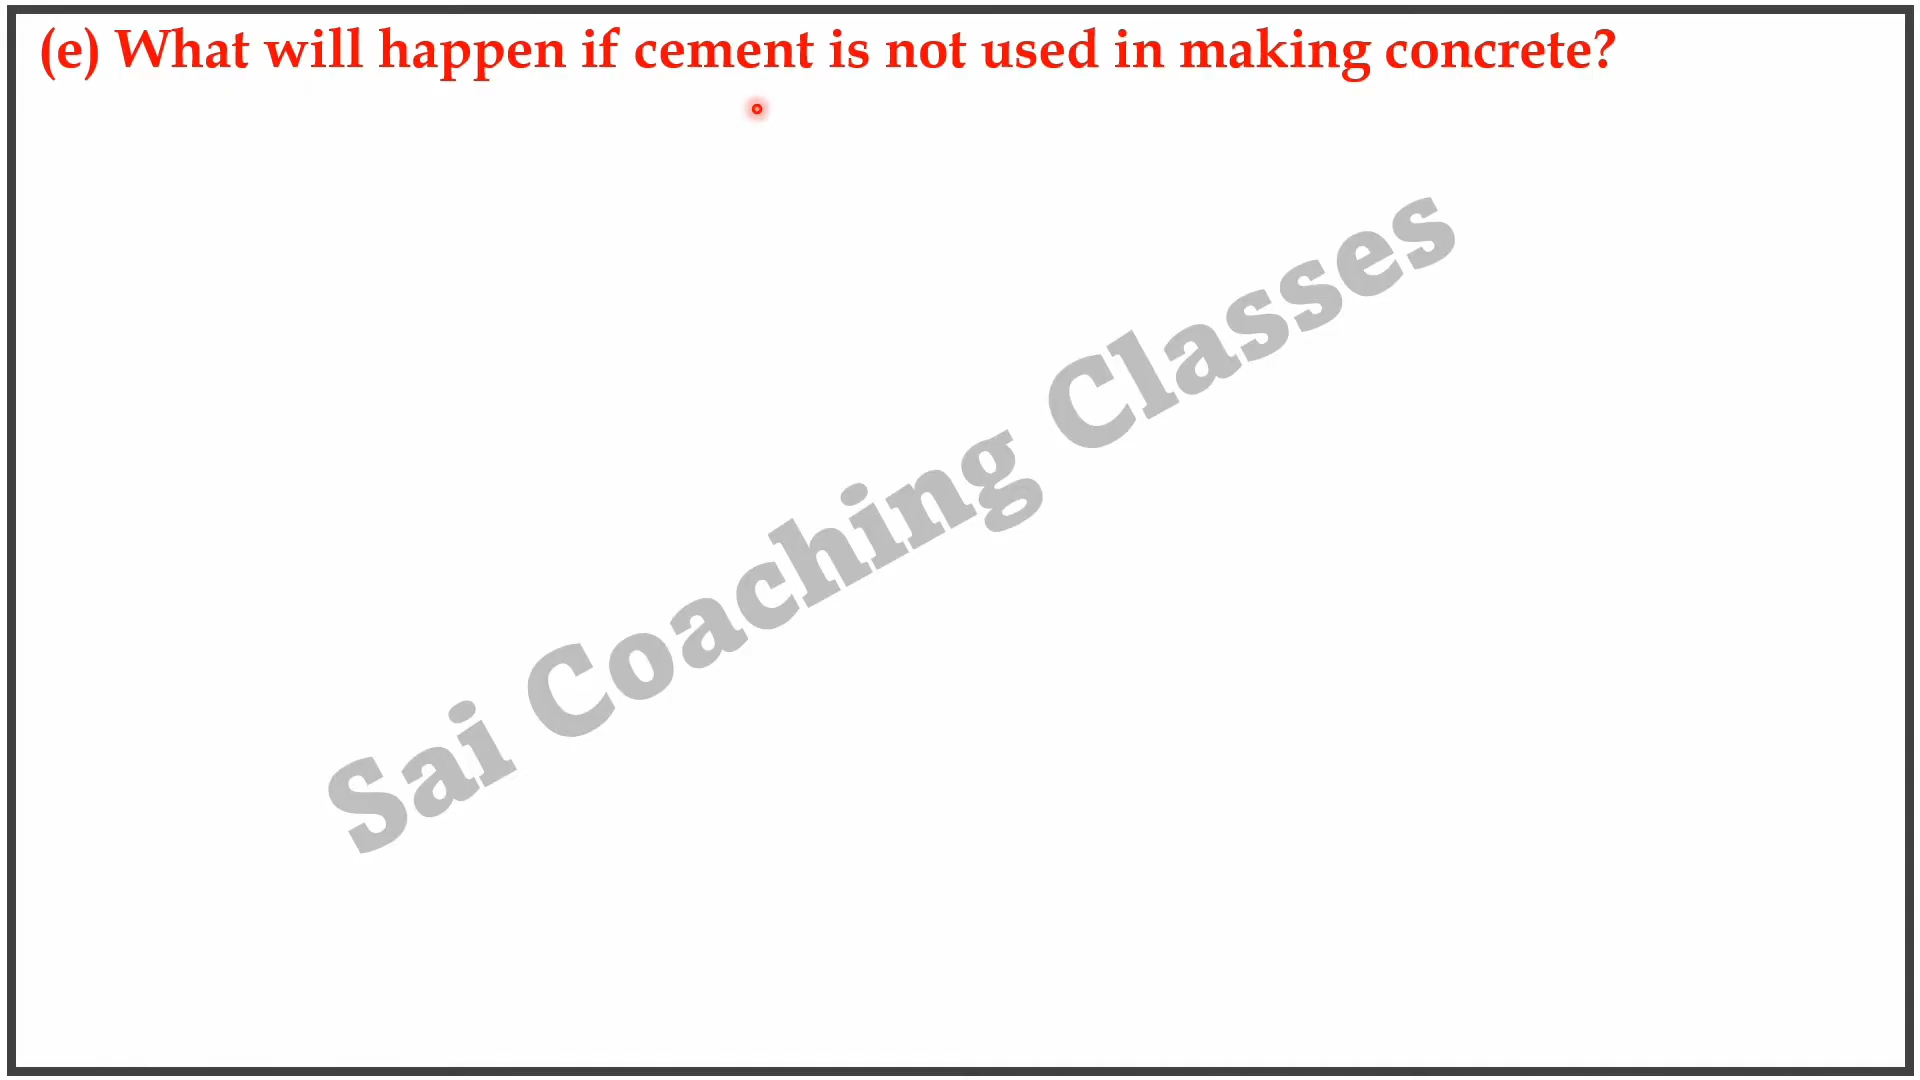 (e) What will happen if cement is not used in making concrete?
Sai Coaching Classes